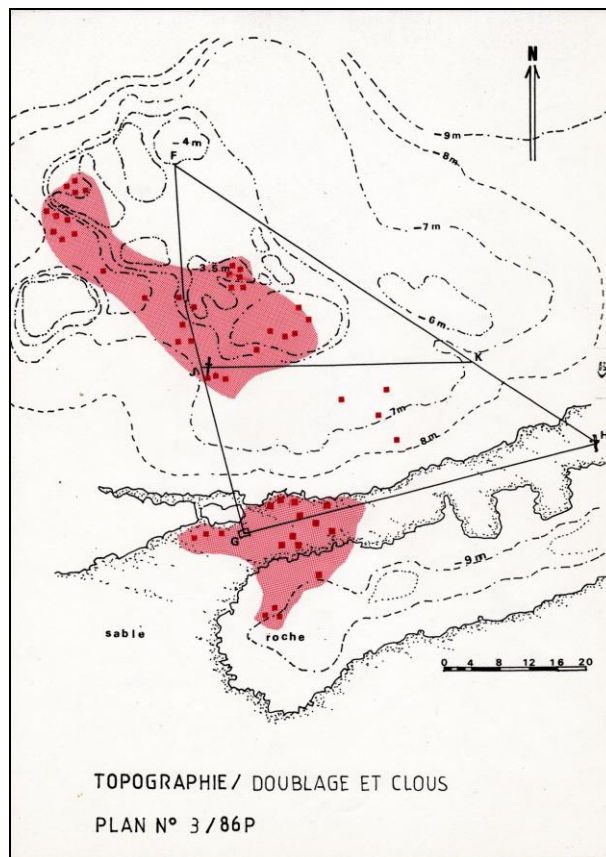 N
-4m
F
-9m
-8m
-7m
-3,5m
-6m
K
J
7m
8m
H
G
-9m
sable
roche
0 4 8 12 16 20
TOPOGRAPHIE/ DOUBLAGE ET CLOUS
PLAN N° 3/86P